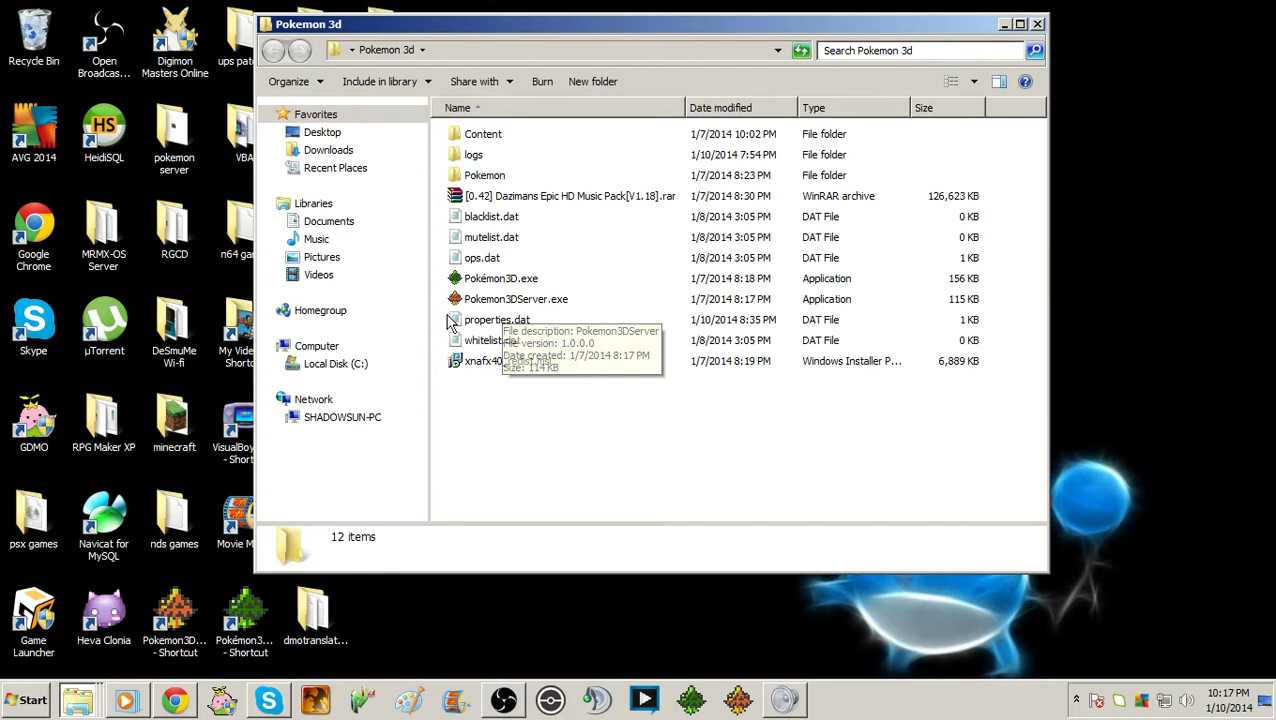 Pokemon 3d
Pokemon 3d
Search Pokemon 3d
Organize
Include in library
Share with
Burn
New folder
Name
Date modified
Type
Size
Favorites
Desktop
Downloads
Recent Places
Libraries
Documents
Music
Pictures
Videos
Homegroup
Computer
Local Disk (C:)
Network
SHADOWSUN-PC
Content 1/7/2014 10:02 PM File folder
logs 1/10/2014 7:54 PM File folder
Pokemon 1/7/2014 8:23 PM File folder
[0.42] Dazimans Epic HD Music Pack[V1.18].rar 1/7/2014 8:30 PM WinRAR archive 126,623 KB
blacklist.dat 1/8/2014 3:05 PM DAT File 0 KB
mutelist.dat 1/8/2014 3:05 PM DAT File 0 KB
ops.dat 1/8/2014 3:05 PM DAT File 1 KB
Pokémon3D.exe 1/7/2014 8:18 PM Application 156 KB
Pokemon3DServer.exe 1/7/2014 8:17 PM Application 115 KB
properties.dat 1/10/2014 8:35 PM DAT File 1 KB
1/8/2014 3:05 PM DAT File 0 KB
1/7/2014 8:19 PM Windows Installer P... 6,889 KB
File description: Pokemon3DServer
File version: 1.0.0.0
Date created: 1/7/2014 8:17 PM
Size: 114 KB
12 items
Recycle Bin
Open
Broadcas...
Digimon
Masters Online
ups pat
AVG 2014
HeidiSQL
pokemon
server
VBA
Google
Chrome
MRMX-OS
Server
RGCD
n64 ga
Skype
µTorrent
DeSmuMe
Wi-fi
My Vide
- Short
GDMO
RPG Maker XP
minecraft
VisualBoy
- Short
psx games
Navicat for
MySQL
nds games
Movie M
Game
Launcher
Heva Clonia
Pokemon3D...
- Shortcut
Pokémon3...
- Shortcut
dmotranslat...
Start
10:17 PM
1/10/2014